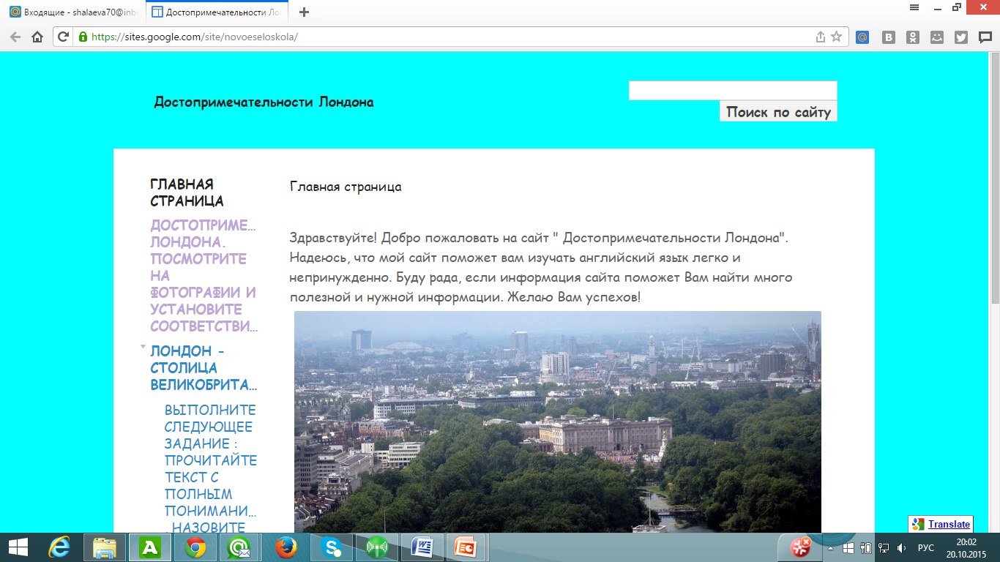 Входящие - shalaeva70@inbo
Достопримечательности Ло
https://sites.google.com/site/novoeseloskola/
Достопримечательности Лондона
Поиск по сайту
ГЛАВНАЯ
СТРАНИЦА
ДОСТОПРИМЕ...
ЛОНДОНА.
ПОСМОТРИТЕ
НА
ФОТОГРАФИИ И
УСТАНОВИТЕ
СООТВЕТСТВИ...
ЛОНДОН -
СТОЛИЦА
ВЕЛИКОБРИТА...
ВЫПОЛНИТЕ
СЛЕДУЮЩЕЕ
ЗАДАНИЕ :
ПРОЧИТАЙТЕ
ТЕКСТ С
ПОЛНЫМ
ПОНИМАНИ...
. НАЗОВИТЕ
Главная страница
Здравствуйте! Добро пожаловать на сайт " Достопримечательности Лондона".
Надеюсь, что мой сайт поможет вам изучать английский язык легко и
непринужденно. Буду рада, если информация сайта поможет Вам найти много
полезной и нужной информации. Желаю Вам успехов!
Translate
РУС
20:02
20.10.2015